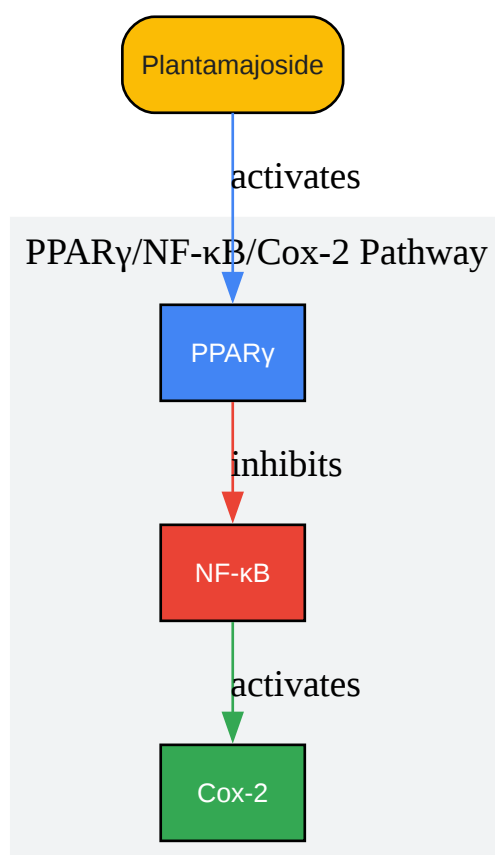 Plantamajoside
activates
PPARγ/NF-κB/Cox-2 Pathway
PPARγ
inhibits
NF-κB
activates
Cox-2